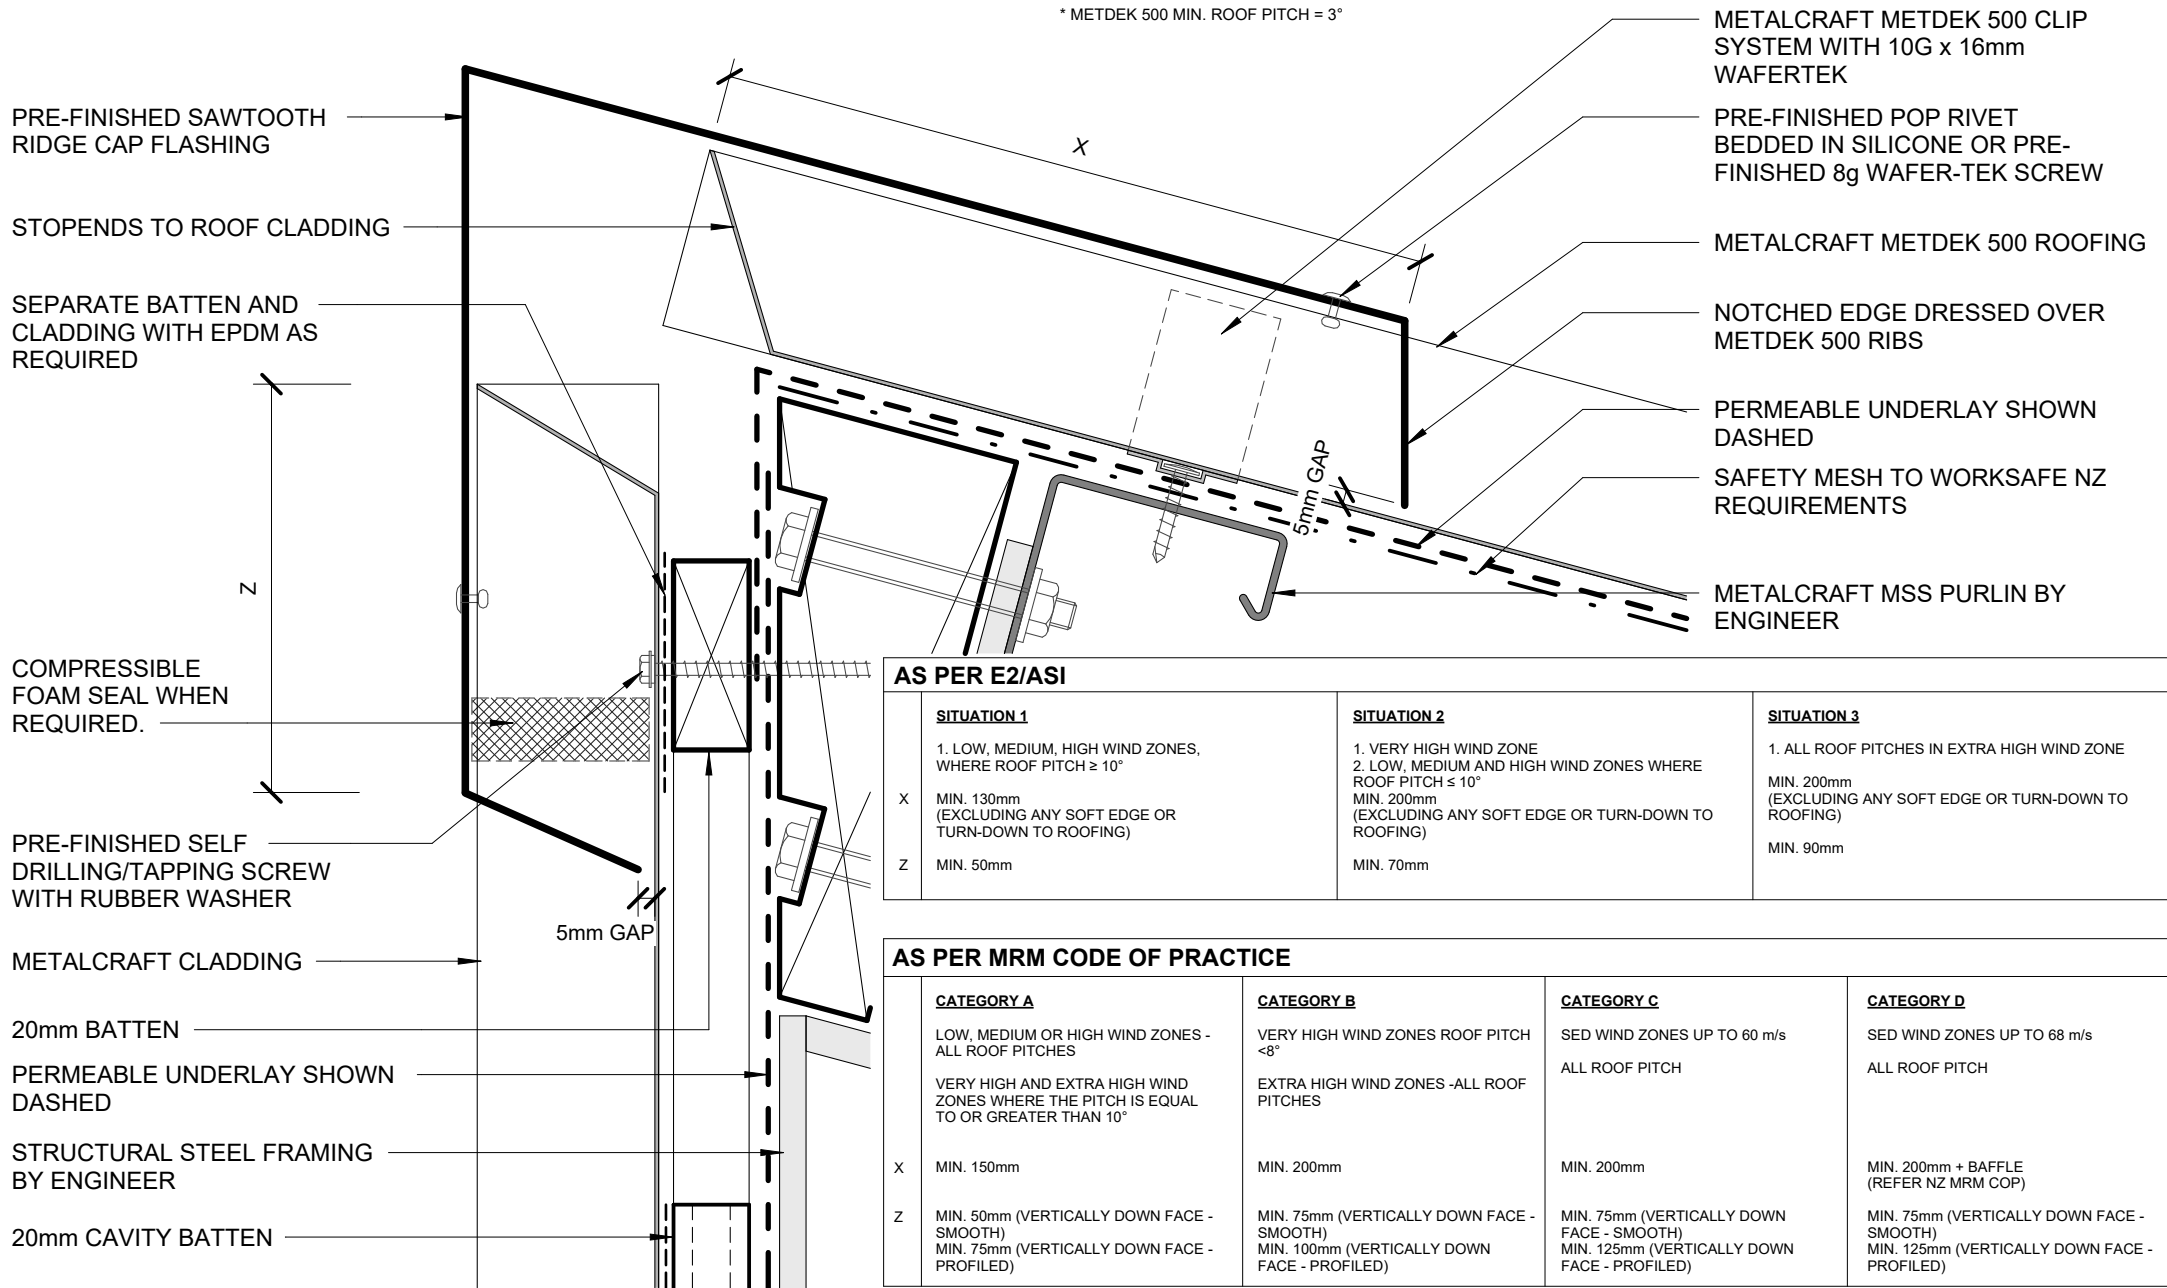 * METDEK 500 MIN. ROOF PITCH = 3°
PRE-FINISHED SAWTOOTH
RIDGE CAP FLASHING
STOPENDS TO ROOF CLADDING
SEPARATE BATTEN AND
CLADDING WITH EPDM AS
REQUIRED
Z
COMPRESSIBLE
FOAM SEAL WHEN
REQUIRED.
PRE-FINISHED SELF
DRILLING/TAPPING SCREW
WITH RUBBER WASHER
5mm GAP
METALCRAFT CLADDING
20mm BATTEN
PERMEABLE UNDERLAY SHOWN
DASHED
STRUCTURAL STEEL FRAMING
BY ENGINEER
20mm CAVITY BATTEN
X
5mm GAP
METALCRAFT METDEK 500 CLIP
SYSTEM WITH 10G x 16mm
WAFERTEK
PRE-FINISHED POP RIVET
BEDDED IN SILICONE OR PRE-
FINISHED 8g WAFER-TEK SCREW
METALCRAFT METDEK 500 ROOFING
NOTCHED EDGE DRESSED OVER
METDEK 500 RIBS
PERMEABLE UNDERLAY SHOWN
DASHED
SAFETY MESH TO WORKSAFE NZ
REQUIREMENTS
METALCRAFT MSS PURLIN BY
ENGINEER
AS PER E2/ASI
SITUATION 1
1. LOW, MEDIUM, HIGH WIND ZONES,
WHERE ROOF PITCH ≥ 10°
X
MIN. 130mm
(EXCLUDING ANY SOFT EDGE OR
TURN-DOWN TO ROOFING)
Z
MIN. 50mm
SITUATION 2
1. VERY HIGH WIND ZONE
2. LOW, MEDIUM AND HIGH WIND ZONES WHERE
ROOF PITCH ≤ 10°
MIN. 200mm
(EXCLUDING ANY SOFT EDGE OR TURN-DOWN TO
ROOFING)
MIN. 70mm
SITUATION 3
1. ALL ROOF PITCHES IN EXTRA HIGH WIND ZONE
MIN. 200mm
(EXCLUDING ANY SOFT EDGE OR TURN-DOWN TO
ROOFING)
MIN. 90mm
AS PER MRM CODE OF PRACTICE
CATEGORY A
LOW, MEDIUM OR HIGH WIND ZONES -
ALL ROOF PITCHES
VERY HIGH AND EXTRA HIGH WIND
ZONES WHERE THE PITCH IS EQUAL
TO OR GREATER THAN 10°
X
MIN. 150mm
Z
MIN. 50mm (VERTICALLY DOWN FACE -
SMOOTH)
MIN. 75mm (VERTICALLY DOWN FACE -
PROFILED)
CATEGORY B
VERY HIGH WIND ZONES ROOF PITCH
<8°
EXTRA HIGH WIND ZONES -ALL ROOF
PITCHES
MIN. 200mm
MIN. 75mm (VERTICALLY DOWN FACE -
SMOOTH)
MIN. 100mm (VERTICALLY DOWN
FACE - PROFILED)
CATEGORY C
SED WIND ZONES UP TO 60 m/s
ALL ROOF PITCH
MIN. 200mm
MIN. 75mm (VERTICALLY DOWN
FACE - SMOOTH)
MIN. 125mm (VERTICALLY DOWN
FACE - PROFILED)
CATEGORY D
SED WIND ZONES UP TO 68 m/s
ALL ROOF PITCH
MIN. 200mm + BAFFLE
(REFER NZ MRM COP)
MIN. 75mm (VERTICALLY DOWN FACE -
SMOOTH)
MIN. 125mm (VERTICALLY DOWN FACE -
PROFILED)